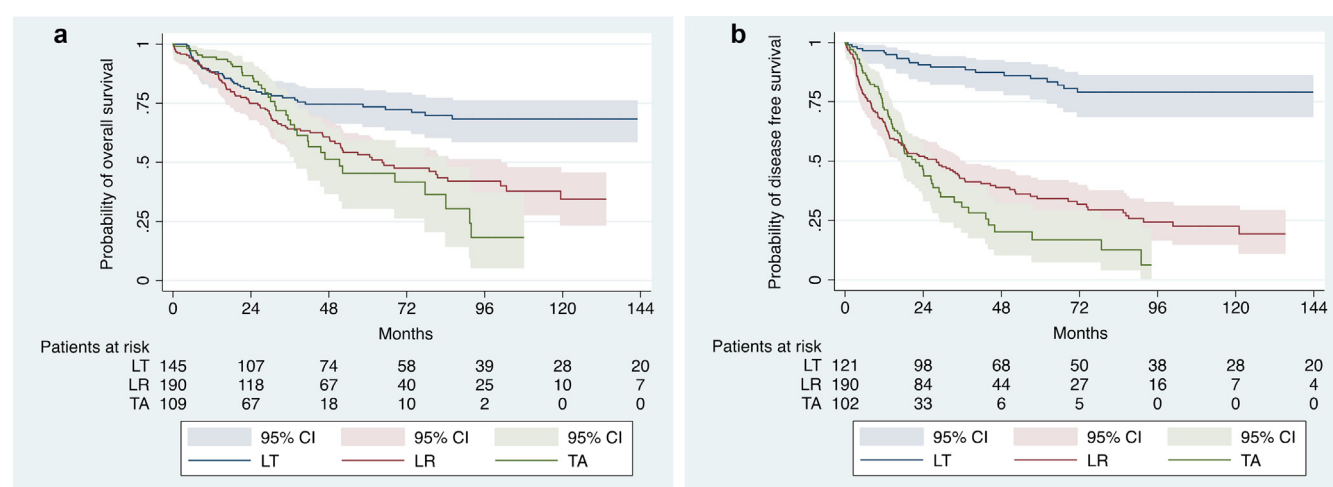 a
Probability of overall survival
1
.75
.5
.25
0
0 24 48 72 96 120 144
Months
Patients at risk
LT 145 107 74 58 39 28 20
LR 190 118 67 40 25 10 7
TA 109 67 18 10 2 0 0
95% CI 95% CI 95% CI
LT LR TA
b
Probability of disease free survival
1
.75
.5
.25
0
0 24 48 72 96 120 144
Months
Patients at risk
LT 121 98 68 50 38 28 20
LR 190 84 44 27 16 7 4
TA 102 33 6 5 0 0 0
95% CI 95% CI 95% CI
LT LR TA